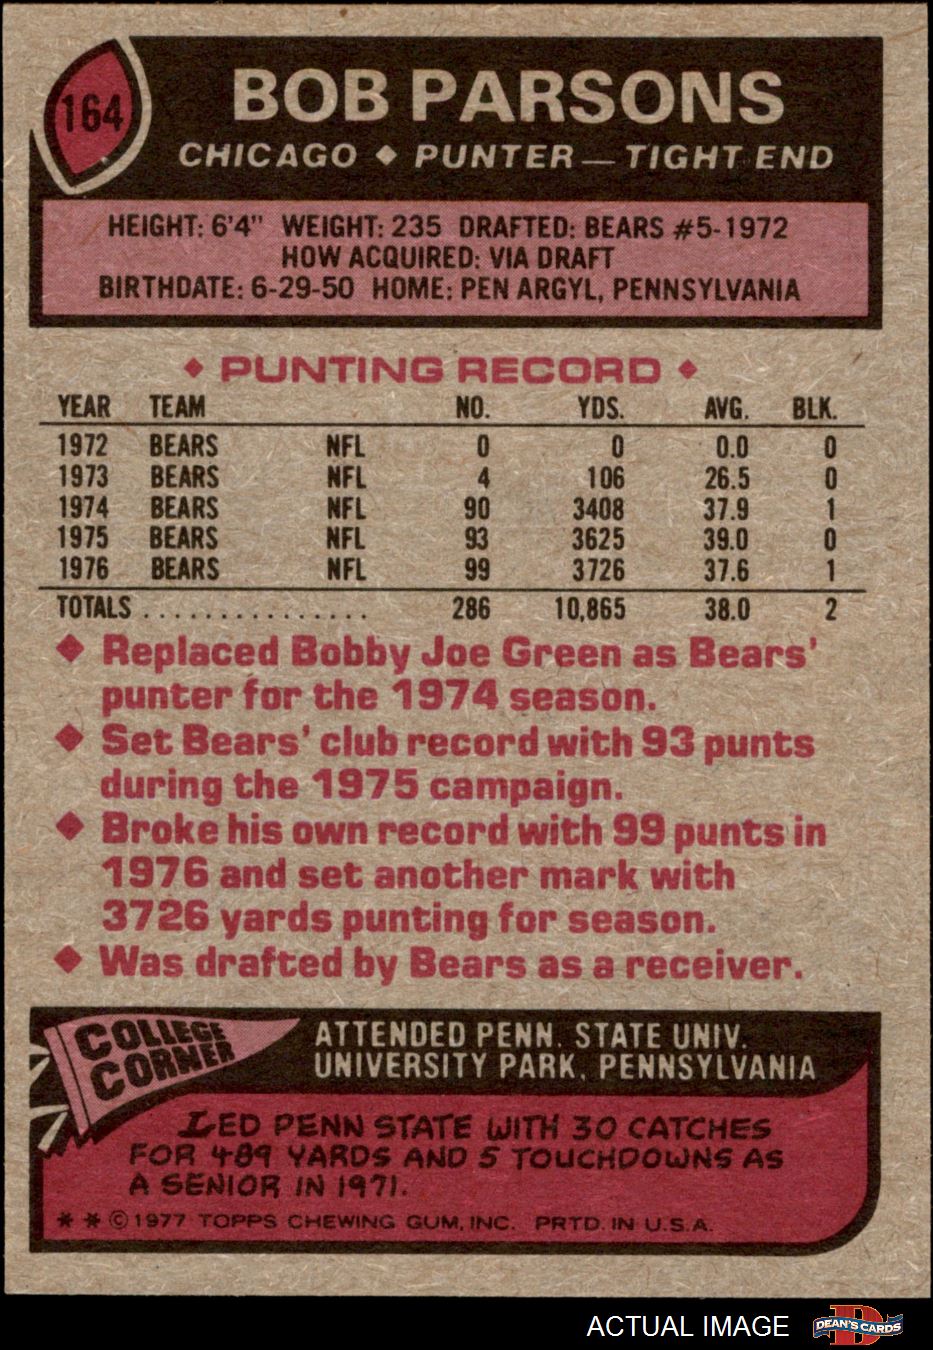 164
BOB PARSONS
CHICAGO ◆ PUNTER — TIGHT END
HEIGHT: 6'4" WEIGHT: 235 DRAFTED: BEARS #5-1972
HOW ACQUIRED: VIA DRAFT
BIRTHDATE: 6-29-50 HOME: PEN ARGYL, PENNSYLVANIA
◆ PUNTING RECORD ◆
YEAR TEAM NO. YDS. AVG. BLK.
1972 BEARS NFL 0 0 0.0 0
1973 BEARS NFL 4 106 26.5 0
1974 BEARS NFL 90 3408 37.9 1
1975 BEARS NFL 93 3625 39.0 0
1976 BEARS NFL 99 3726 37.6 1
TOTALS ................ 286 10,865 38.0 2
◆ Replaced Bobby Joe Green as Bears'
punter for the 1974 season.
◆ Set Bears' club record with 93 punts
during the 1975 campaign.
◆ Broke his own record with 99 punts in
1976 and set another mark with
3726 yards punting for season.
◆ Was drafted by Bears as a receiver.
COLLEGE
CORNER
ATTENDED PENN. STATE UNIV.
UNIVERSITY PARK, PENNSYLVANIA
LED PENN STATE WITH 30 CATCHES
FOR 489 YARDS AND 5 TOUCHDOWNS AS
A SENIOR IN 1971.
* * © 1977 TOPPS CHEWING GUM, INC. PRTD. IN U.S.A.
ACTUAL IMAGE
D
DEAN'S CARDS